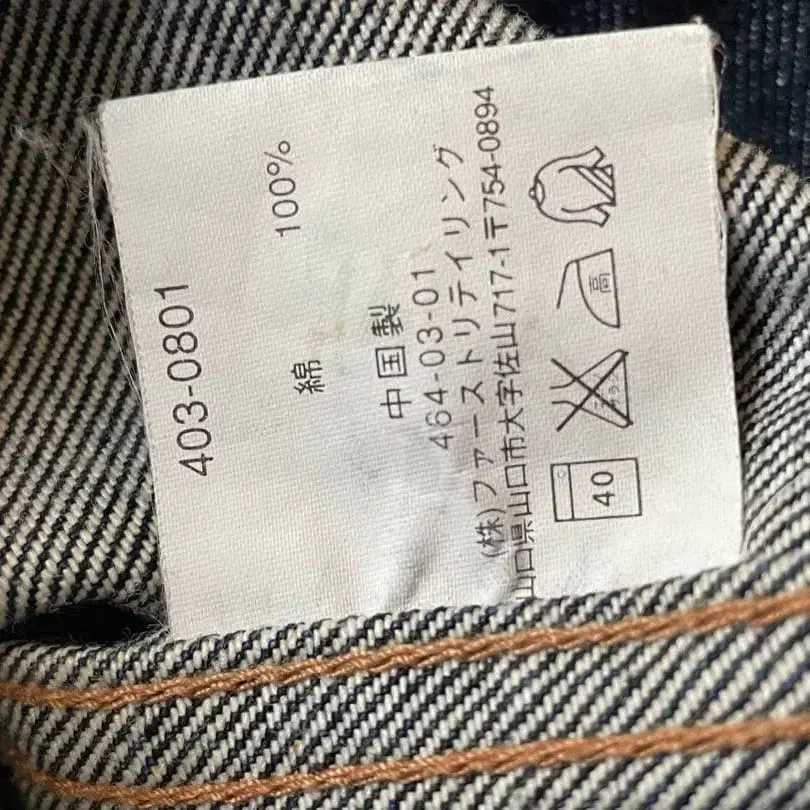 403-0801
綿 100%
中国製
464-03-01
(株)ファーストリテイリング
山口県山口市大字佐山717-1〒754-0894
40
高